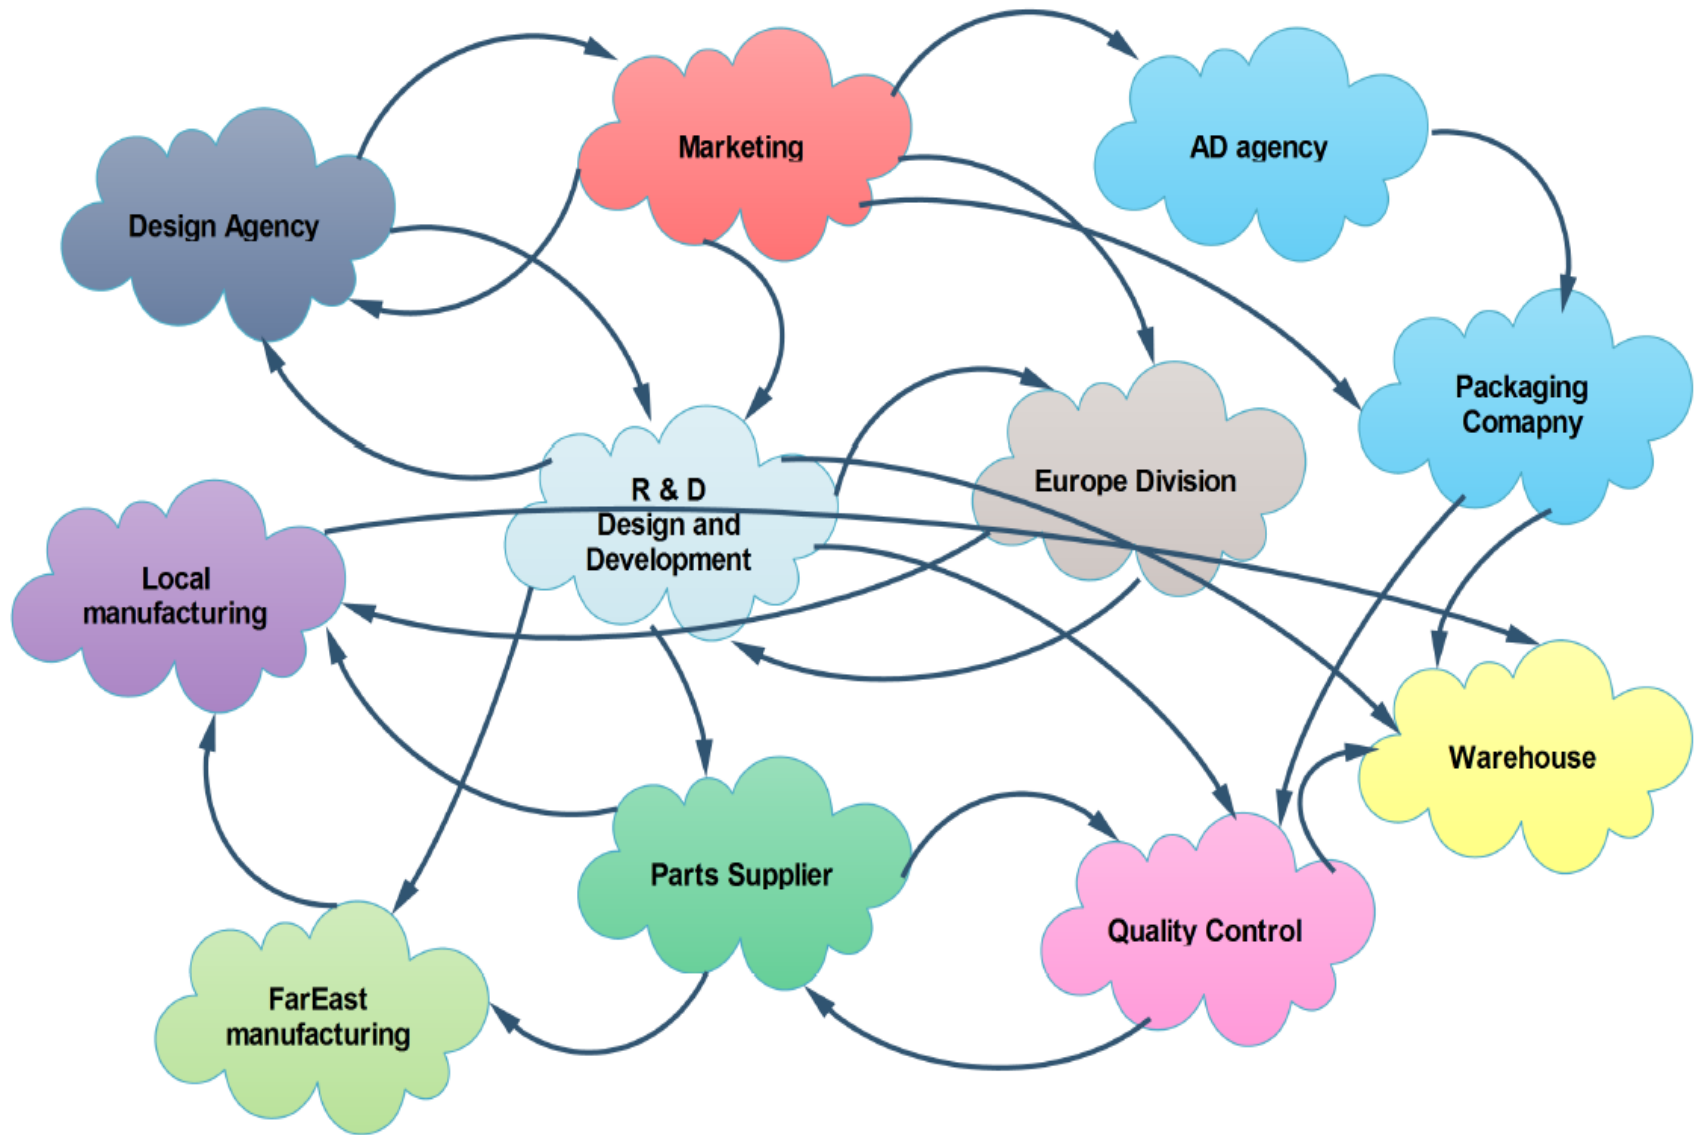 Marketing
AD agency
Design Agency
Packaging
Comapny
Europe Division
R & D
Design and
Development
Local
manufacturing
Warehouse
Parts Supplier
Quality Control
FarEast
manufacturing